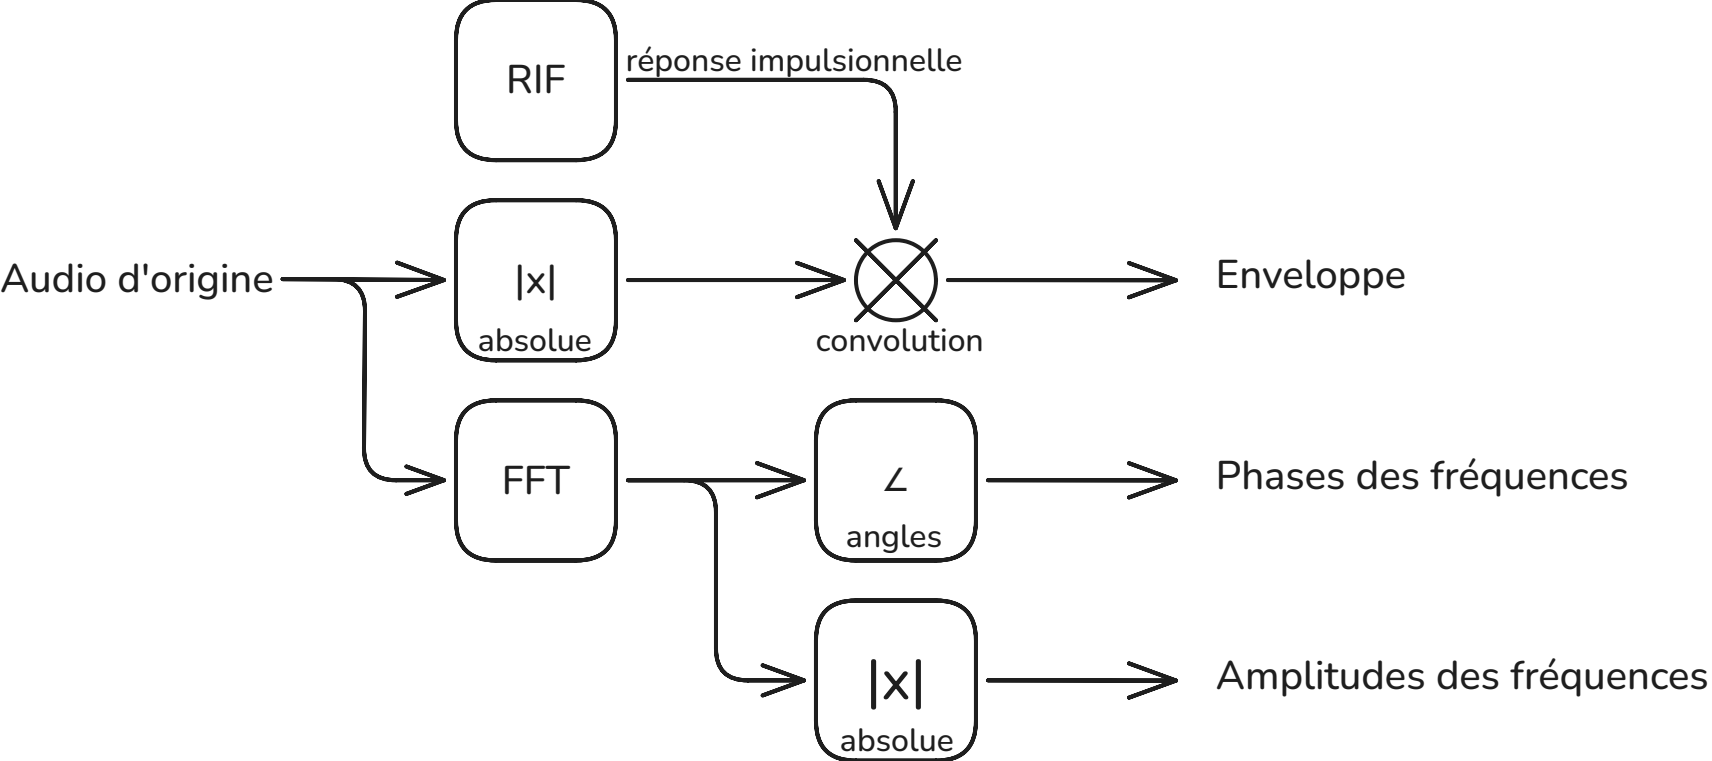 RIF
réponse impulsionnelle
Audio d'origine
|x|
absolue
convolution
Enveloppe
FFT
∠
angles
Phases des fréquences
|x|
absolue
Amplitudes des fréquences